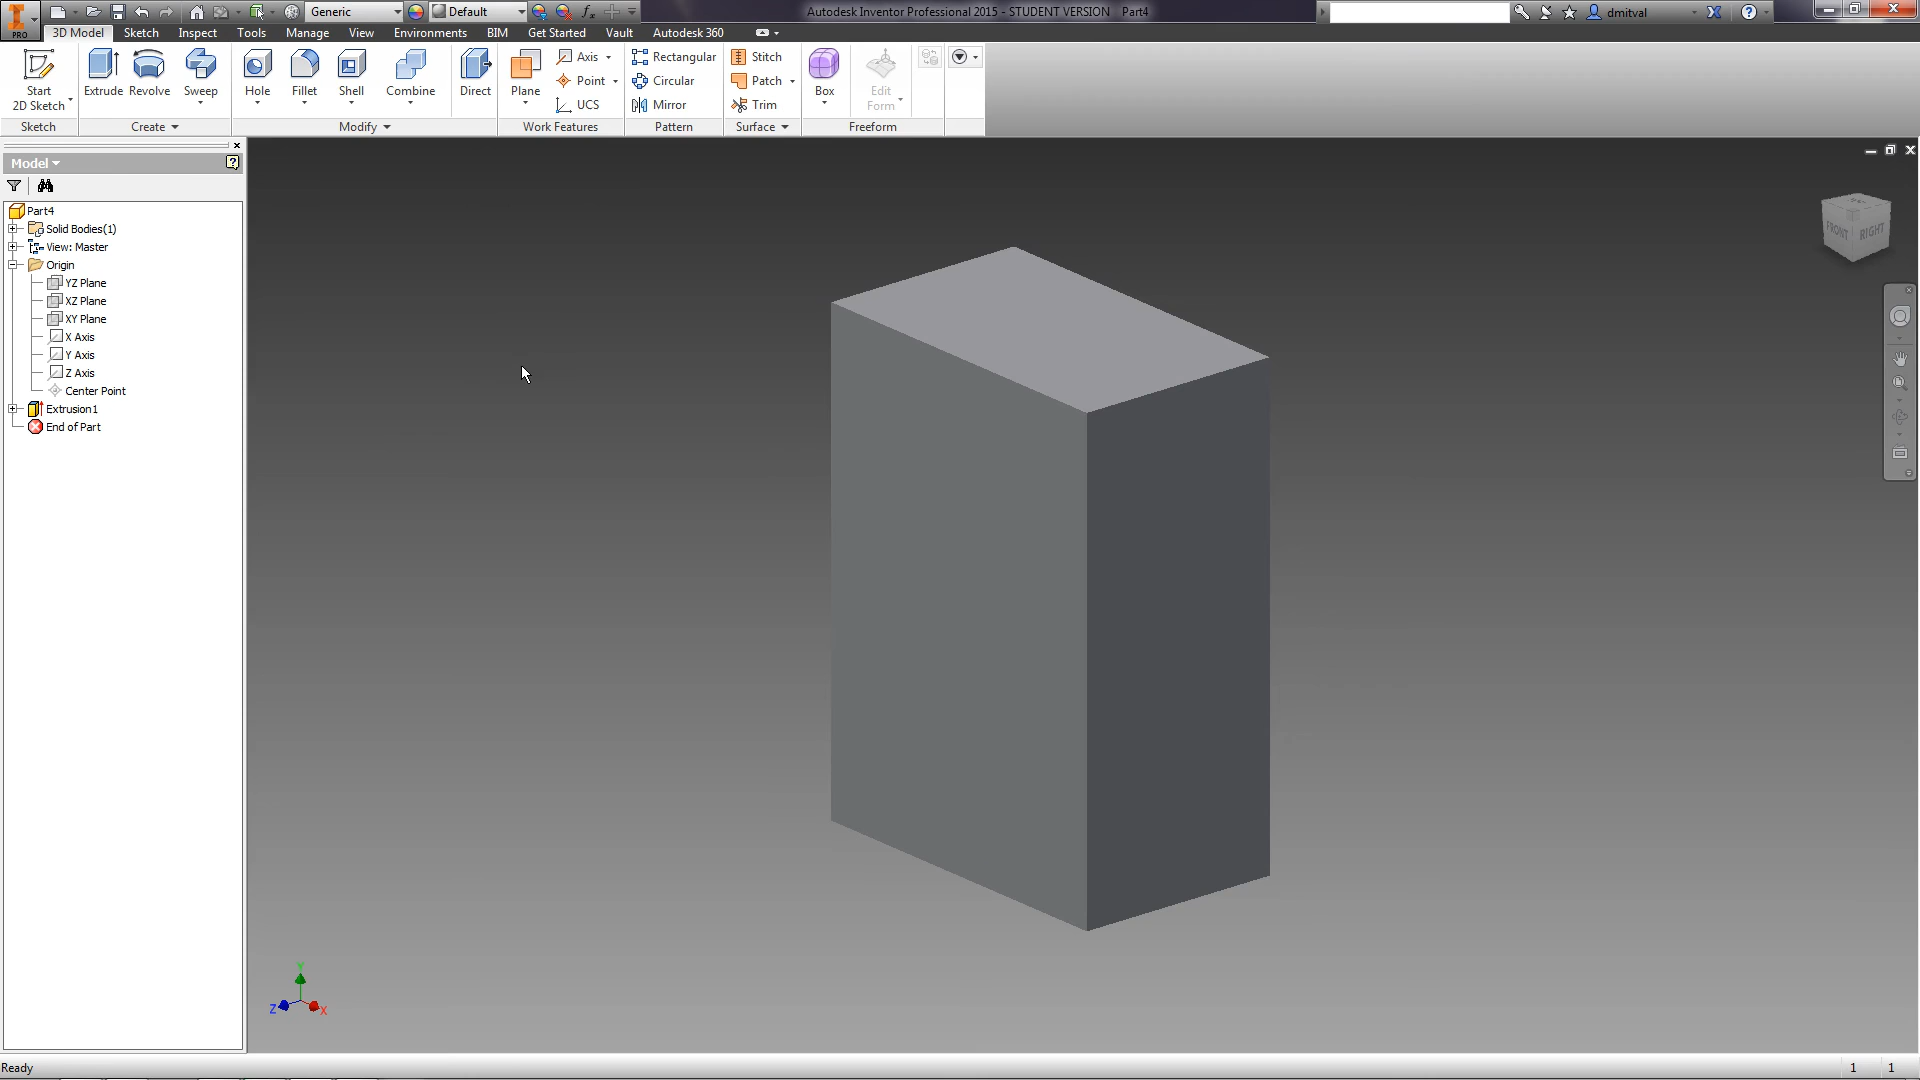 PRO
Generic
Default
Autodesk Inventor Professional 2015 - STUDENT VERSION Part4
dmitval
3D Model Sketch Inspect Tools Manage View Environments BIM Get Started Vault Autodesk 360
Start
2D Sketch
Extrude Revolve Sweep
Hole Fillet Shell Combine
Direct
Plane
Axis
Point
UCS
Rectangular
Circular
Mirror
Stitch
Patch
Trim
Box
Edit
Form
Sketch Create Modify Work Features Pattern Surface Freeform
Model
Part4
Solid Bodies(1)
View: Master
Origin
YZ Plane
XZ Plane
XY Plane
X Axis
Y Axis
Z Axis
Center Point
Extrusion1
End of Part
FRONT RIGHT
Y
Z X
Ready
1 1